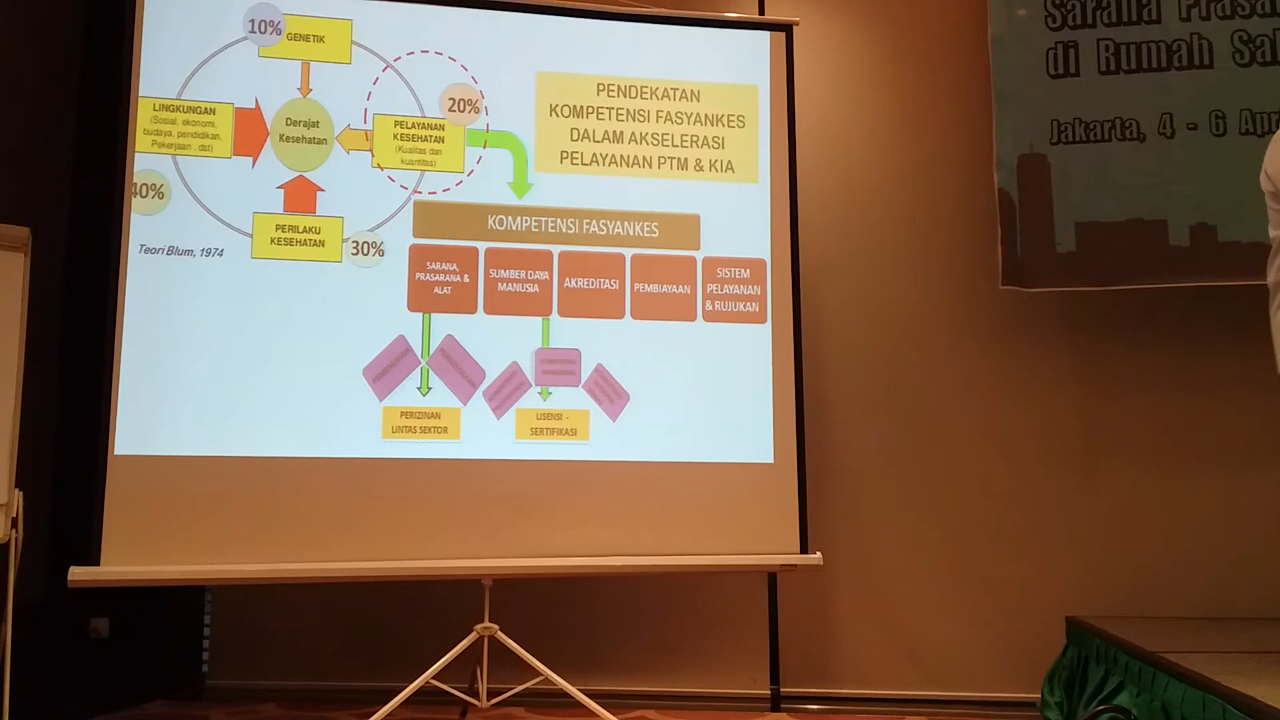 10%
GENETIK
LINGKUNGAN
(Sosial, ekonomi,
budaya, pendidikan,
Pekerjaan , dst)
Derajat
Kesehatan
20%
PELAYANAN
KESEHATAN
(Kualitas dan
kuantitas)
40%
PERILAKU
KESEHATAN
30%
Teori Blum, 1974
PENDEKATAN
KOMPETENSI FASYANKES
DALAM AKSELERASI
PELAYANAN PTM & KIA
KOMPETENSI FASYANKES
SARANA,
PRASARANA &
ALAT
SUMBER DAYA
MANUSIA
AKREDITASI
PEMBIAYAAN
SISTEM
PELAYANAN
& RUJUKAN
PERIZINAN
LINTAS SEKTOR
LISENSI -
SERTIFIKASI
Sarana
di Rumah
Jakarta, 4 - 6